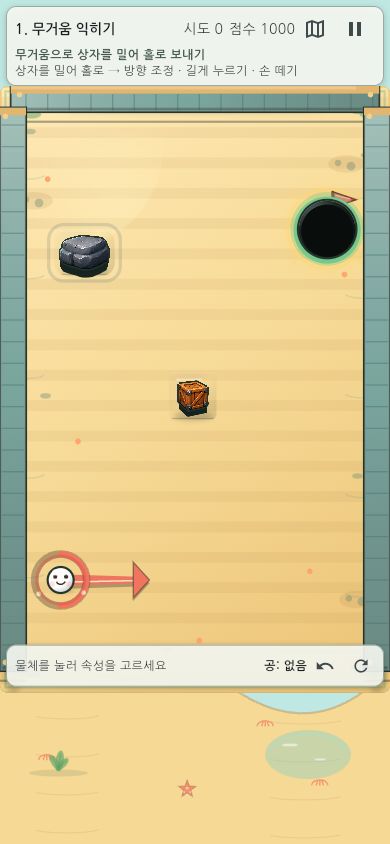 1. 무거움 익히기
시도 0 점수 1000
무거움으로 상자를 밀어 홀로 보내기
상자를 밀어 홀로 → 방향 조정 · 길게 누르기 · 손 떼기
물체를 눌러 속성을 고르세요
공: 없음